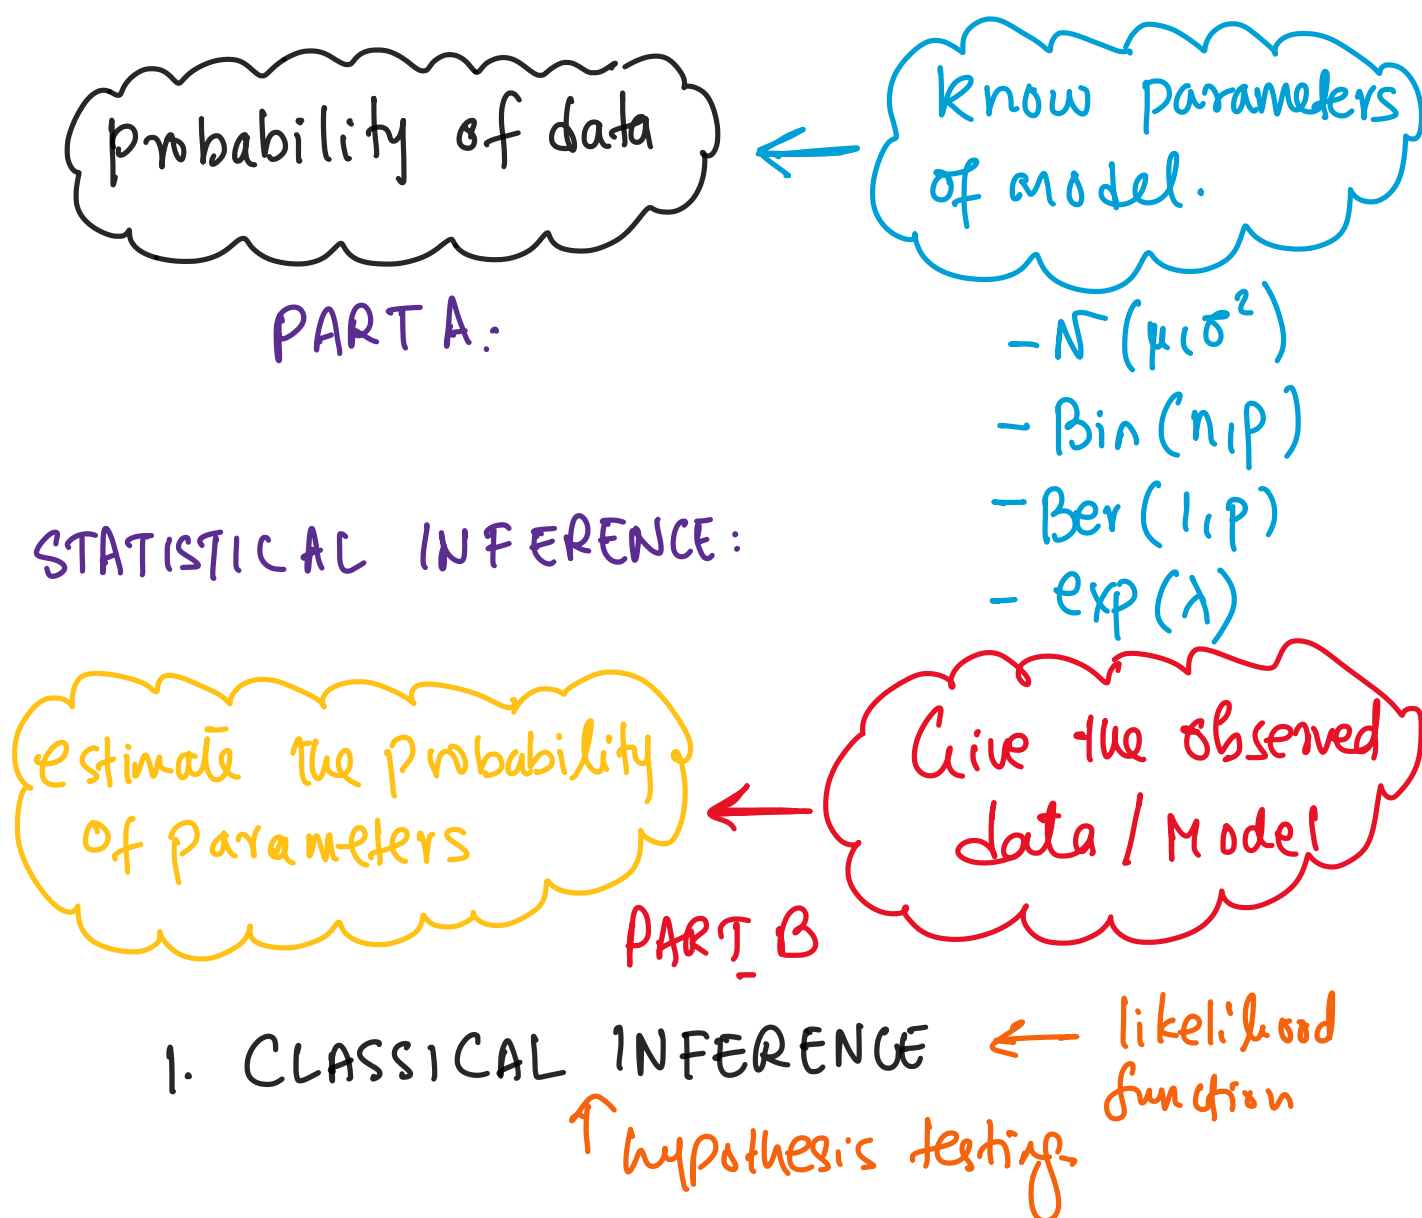 probability of data
know parameters
of model.
PART A:
- N(μ,σ²)
- Bin(n,p)
- Ber(1,p)
- exp(λ)
STATISTICAL INFERENCE:
estimate the probability
of parameters
Give the observed
data / Model
PART B
1. CLASSICAL INFERENCE
likelihood
function
hypothesis testing